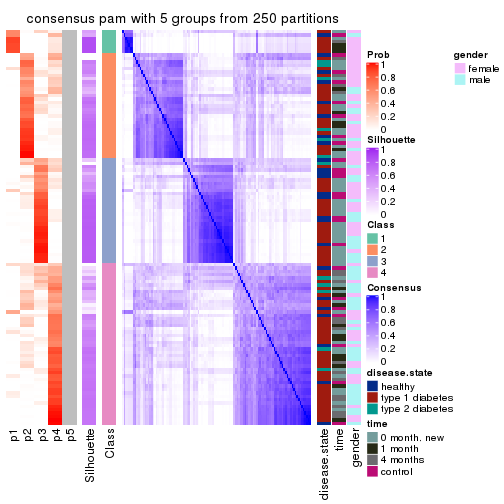 consensus pam with 5 groups from 250 partitions
Prob
1
0.8
0.6
0.4
0.2
0
gender
female
male
Silhouette
1
0.8
0.6
0.4
0.2
0
Class
1
2
3
4
Consensus
1
0.8
0.6
0.4
0.2
0
disease.state
healthy
type 1 diabetes
type 2 diabetes
time
0 month. new
1 month
4 months
control
p1
p2
p3
p4
p5
Silhouette
Class
disease.state
time
gender